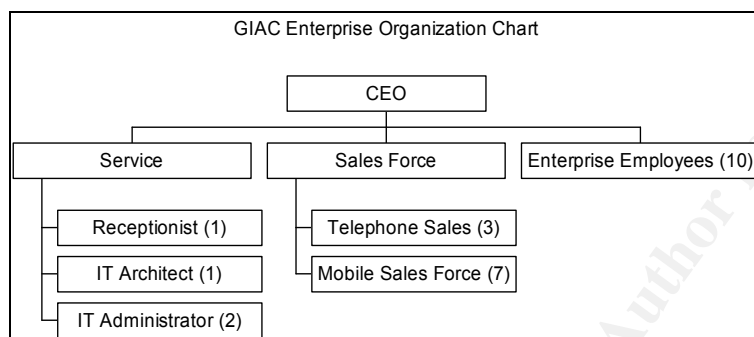 GIAC Enterprise Organization Chart
CEO
Service
Sales Force
Enterprise Employees (10)
Receptionist (1)
Telephone Sales (3)
IT Architect (1)
Mobile Sales Force (7)
IT Administrator (2)
Author